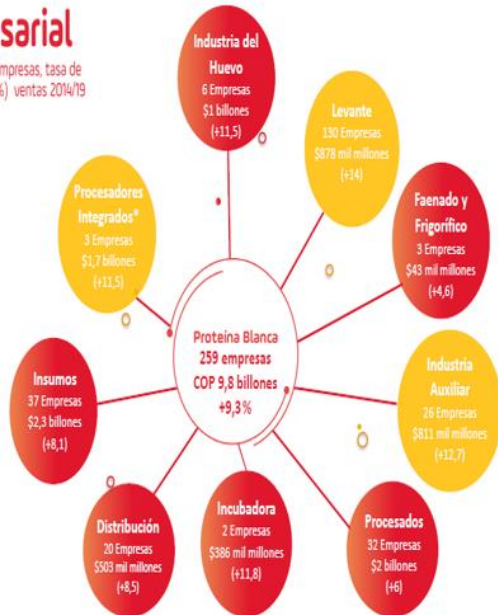 sarial
empresas, tasa de
%) ventas 2014/19
Industria del
Huevo
6 Empresas
$1 billones
(+11,5)
Levante
130 Empresas
$878 mil millones
(+14)
Procesadores
Integrados*
3 Empresas
$1,7 billones
(+11,5)
Faenado y
Frigorífico
3 Empresas
$43 mil millones
(+4,6)
Proteína Blanca
259 empresas
COP 9,8 billones
+9,3%
Insumos
37 Empresas
$2,3 billones
(+8,1)
Industria
Auxiliar
26 Empresas
$811 mil millones
(+12,7)
Distribución
20 Empresas
$503 mil millones
(+8,5)
Incubadora
2 Empresas
$386 mil millones
(+11,8)
Procesados
32 Empresas
$2 billones
(+6)